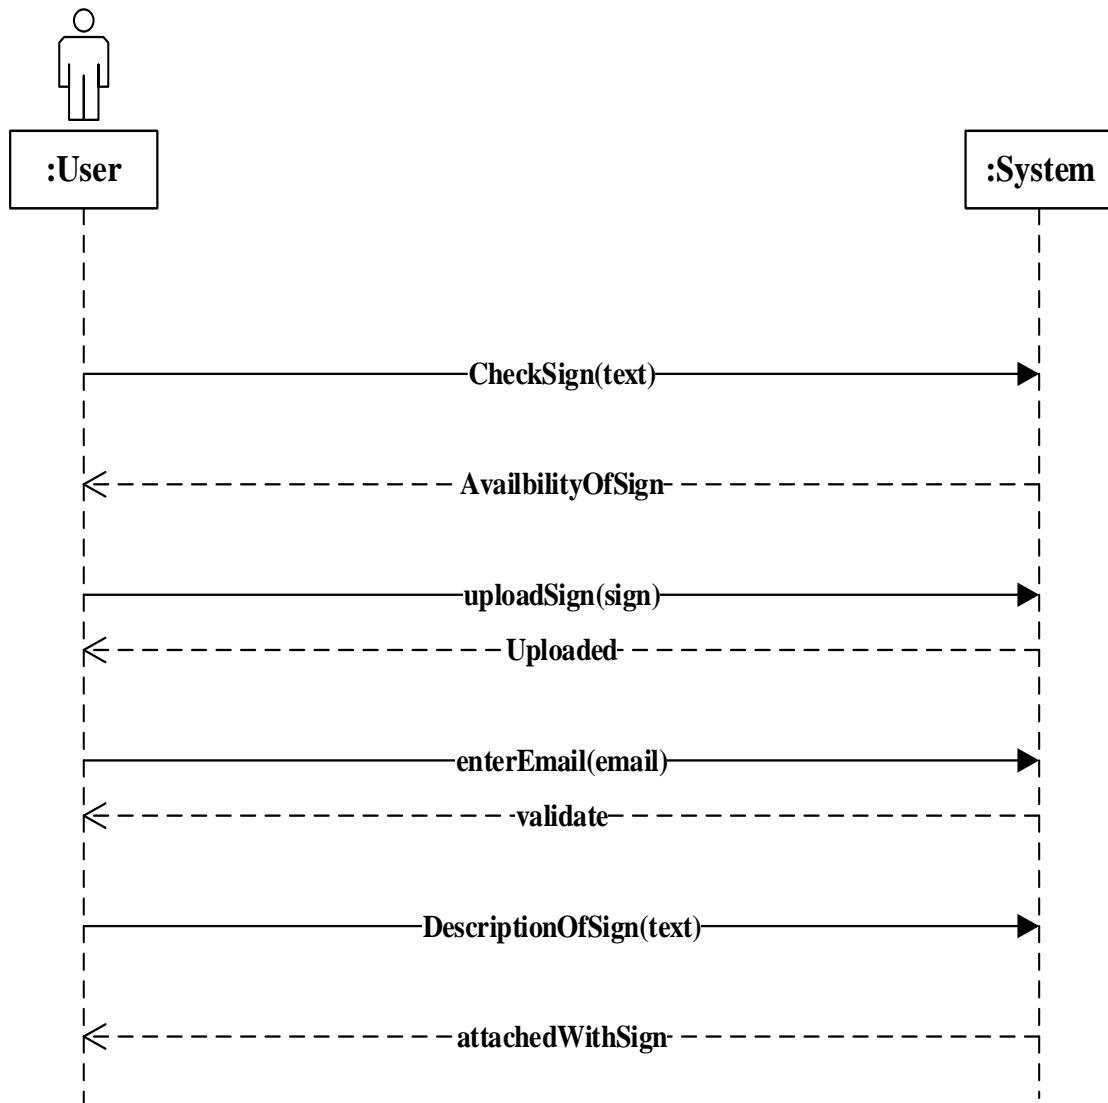 :User
:System
CheckSign(text)
AvailbilityOfSign
uploadSign(sign)
Uploaded
enterEmail(email)
validate
DescriptionOfSign(text)
attachedWithSign